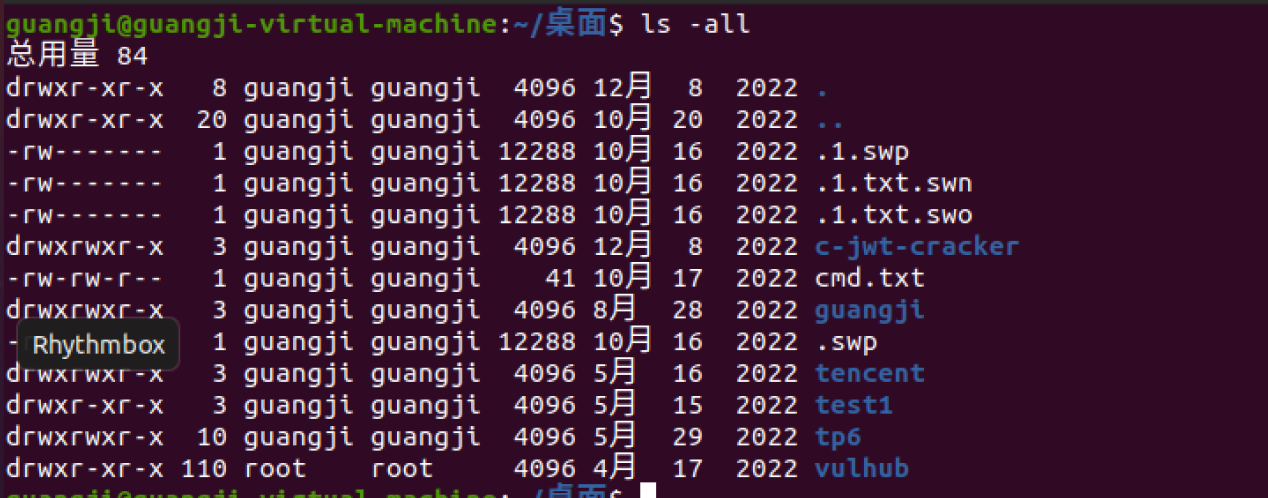 guangji@guangji-virtual-machine:~/桌面$ ls -all
总用量 84
drwxr-xr-x   8 guangji guangji  4096 12月  8  2022 .
drwxr-xr-x  20 guangji guangji  4096 10月 20  2022 ..
-rw-------   1 guangji guangji 12288 10月 16  2022 .1.swp
-rw-------   1 guangji guangji 12288 10月 16  2022 .1.txt.swn
-rw-------   1 guangji guangji 12288 10月 16  2022 .1.txt.swo
drwxrwxr-x   3 guangji guangji  4096 12月  8  2022 c-jwt-cracker
-rw-rw-r--   1 guangji guangji    41 10月 17  2022 cmd.txt
drwxrwxr-x   3 guangji guangji  4096 8月  28  2022 guangji
Rhythmbox
-   1 guangji guangji 12288 10月 16  2022 .swp
drwxrwxr-x   3 guangji guangji  4096 5月  16  2022 tencent
drwxr-xr-x   3 guangji guangji  4096 5月  15  2022 test1
drwxrwxr-x  10 guangji guangji  4096 5月  29  2022 tp6
drwxr-xr-x 110 root    root     4096 4月  17  2022 vulhub
guangji@guangji-virtual-machine:~/桌面$